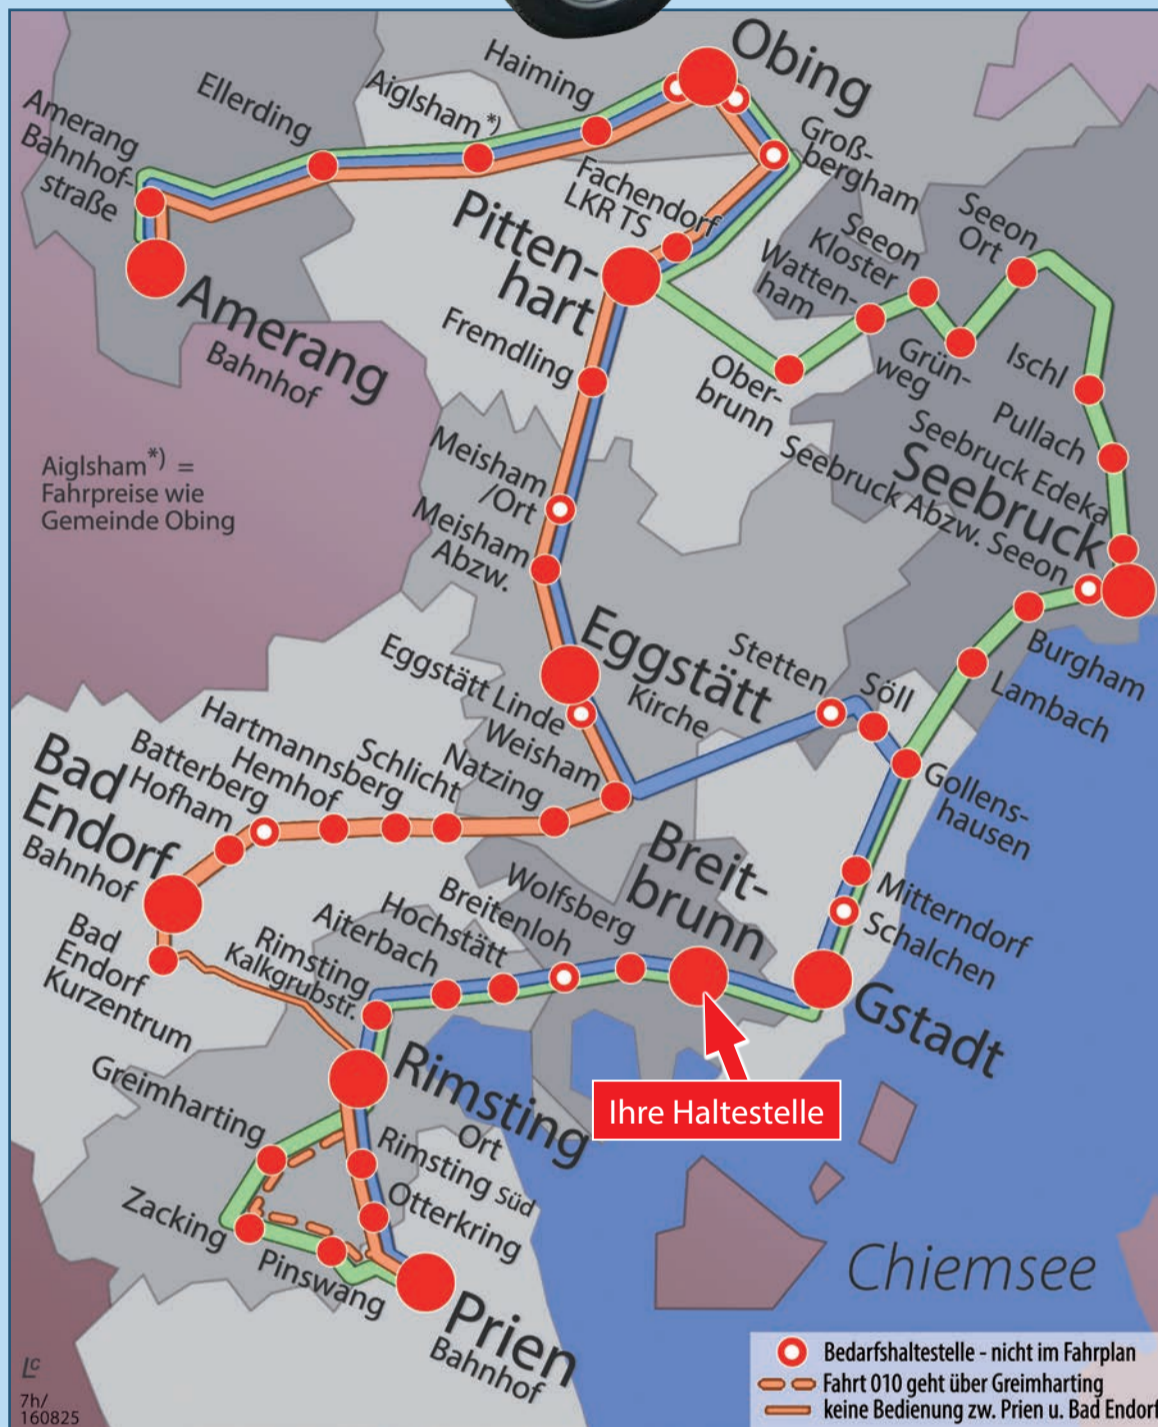 Obing
Haiming
Aiglsham*)
Ellerding
Amerang
Bahnhof-
straße
Groß-
bergham
Fachendorf
LKR TS
Pitten-
hart
Seeon
Ort
Seeon
Kloster
Watten-
ham
Amerang
Bahnhof
Fremdling
Ober-
brunn
Grün-
weg
Ischl
Pullach
Seebruck Edeka
Seebruck
Seebruck Abzw. Seeon
Aiglsham*) =
Fahrpreise wie
Gemeinde Obing
Meisham
/Ort
Meisham
Abzw.
Eggstätt
Kirche
Eggstätt Linde
Weisham
Stetten
Söll
Burgham
Lambach
Gollens-
hausen
Natzing
Schlicht
Hartmannsberg
Hemhof
Batterberg
Hofham
Bad
Endorf
Bahnhof
Breit-
brunn
Mitterndorf
Schalchen
Gstadt
Wolfsberg
Breitenloh
Hochstätt
Aiterbach
Rimsting
Kalkgrubstr.
Bad
Endorf
Kurzentrum
Ihre Haltestelle
Rimsting
Ort
Greimharting
Rimsting Süd
Otterkring
Zacking
Pinswang
Prien
Bahnhof
Chiemsee
Bedarfshaltestelle - nicht im Fahrplan
Fahrt 010 geht über Greimharting
keine Bedienung zw. Prien u. Bad Endorf
Lc
7h/
160825